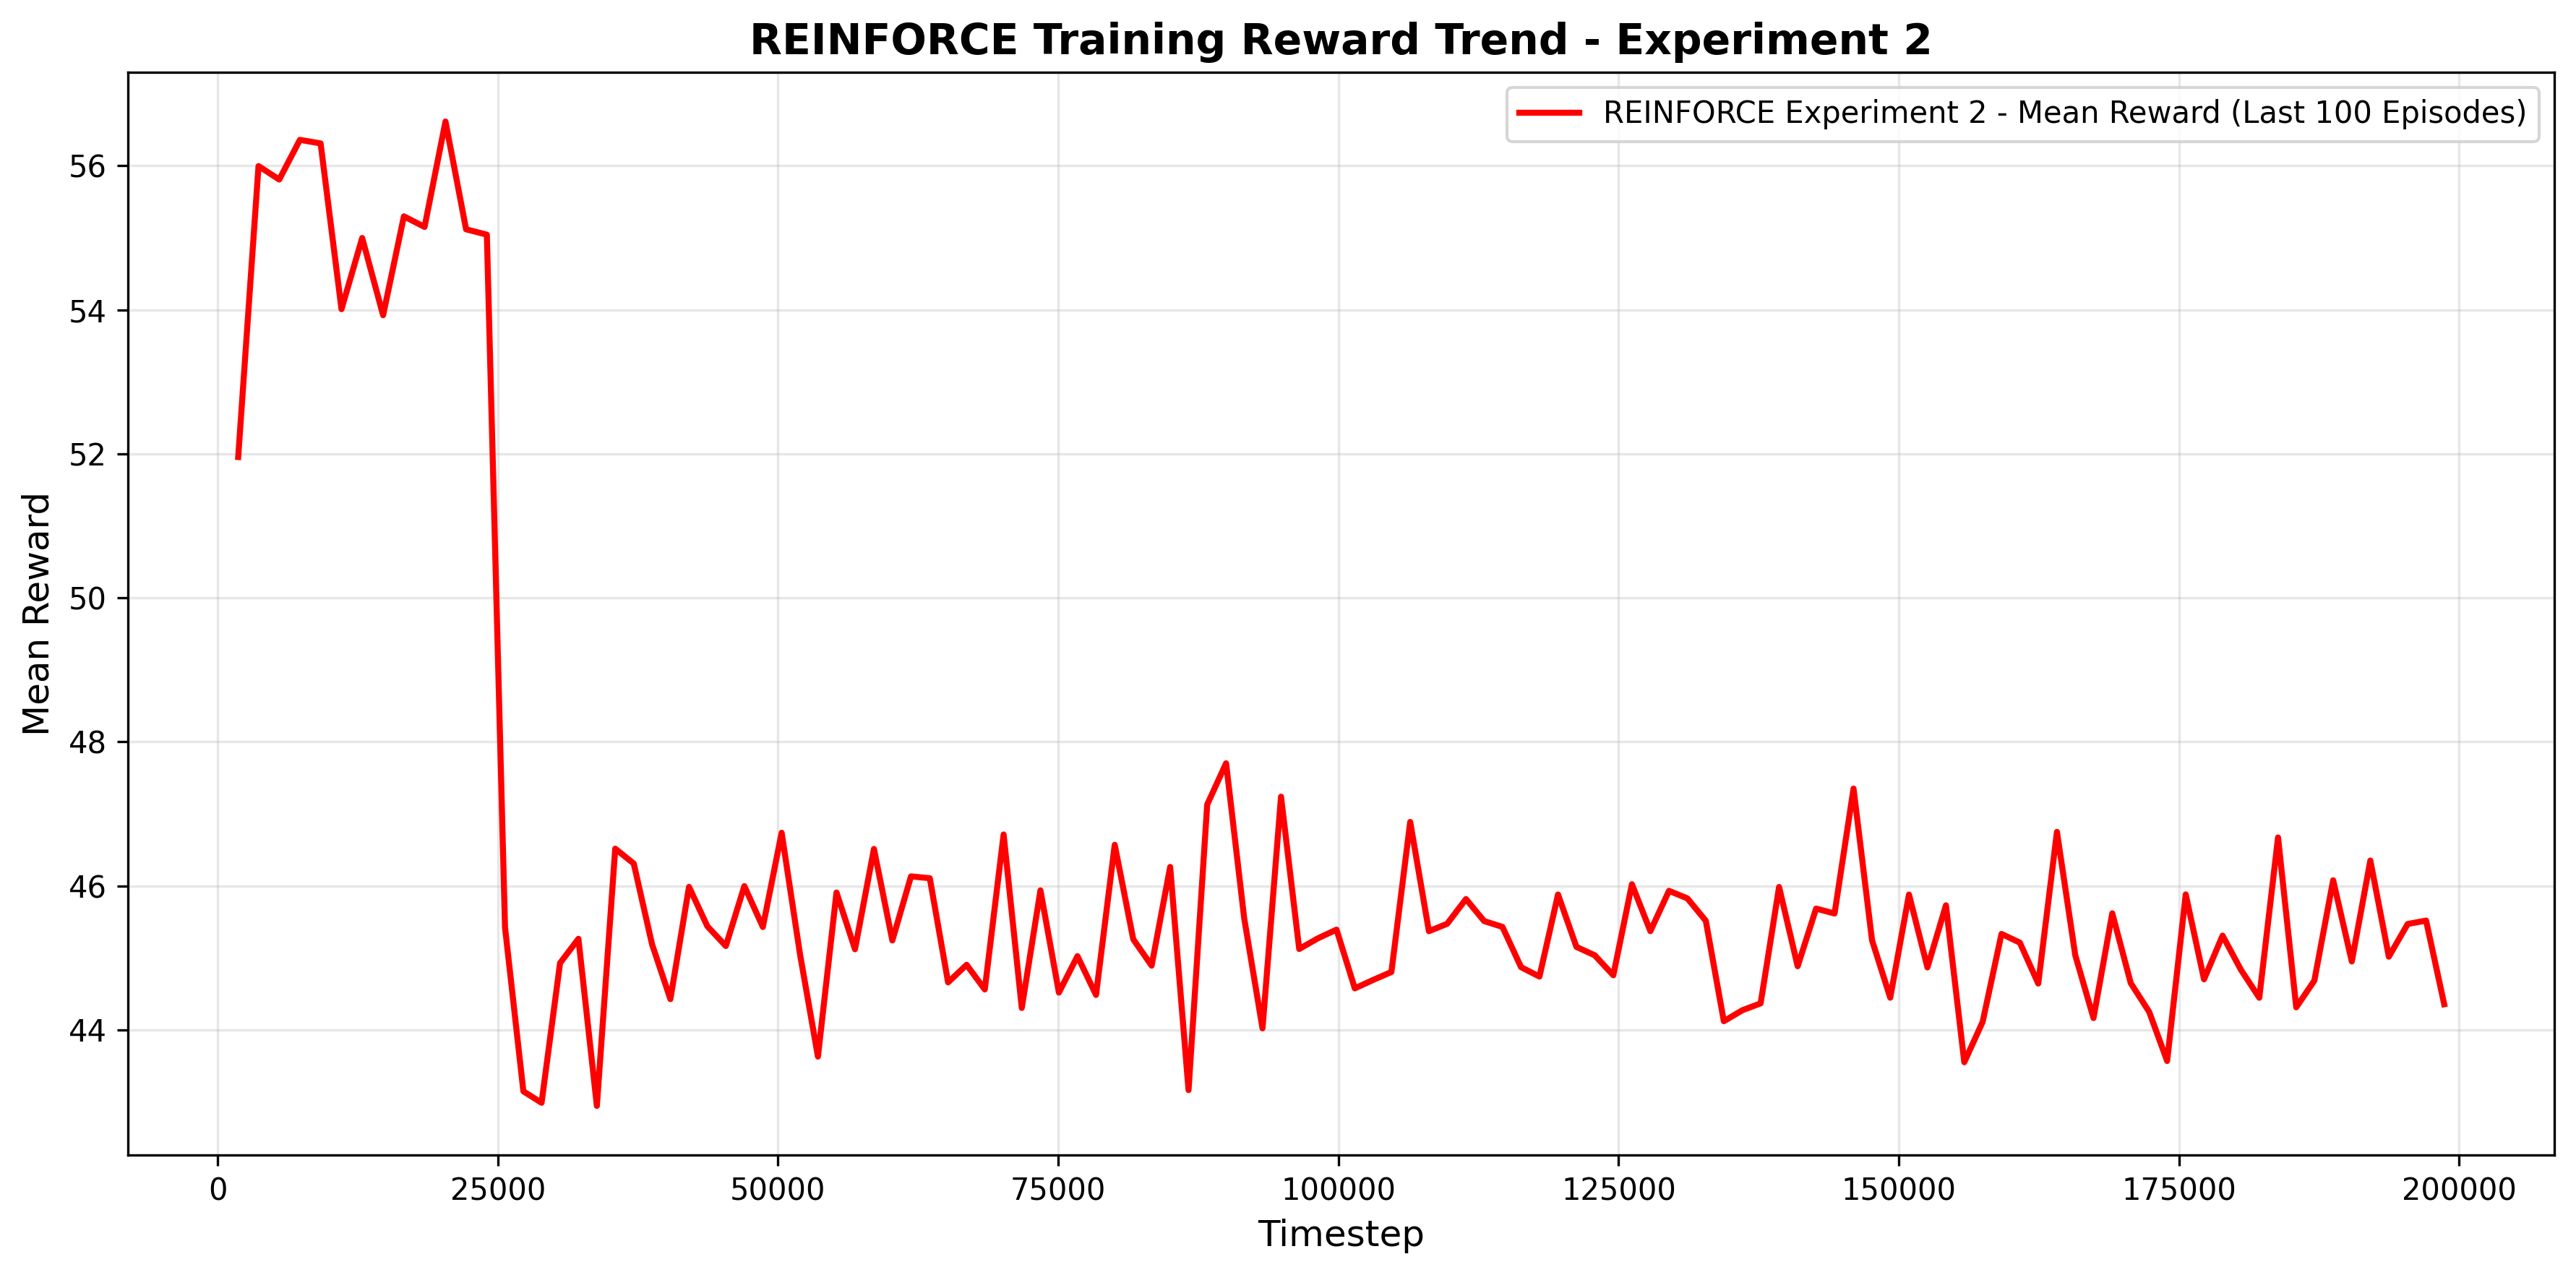 REINFORCE Training Reward Trend - Experiment 2
REINFORCE Experiment 2 - Mean Reward (Last 100 Episodes)
Mean Reward
56
54
52
50
48
46
44
0 25000 50000 75000 100000 125000 150000 175000 200000
Timestep